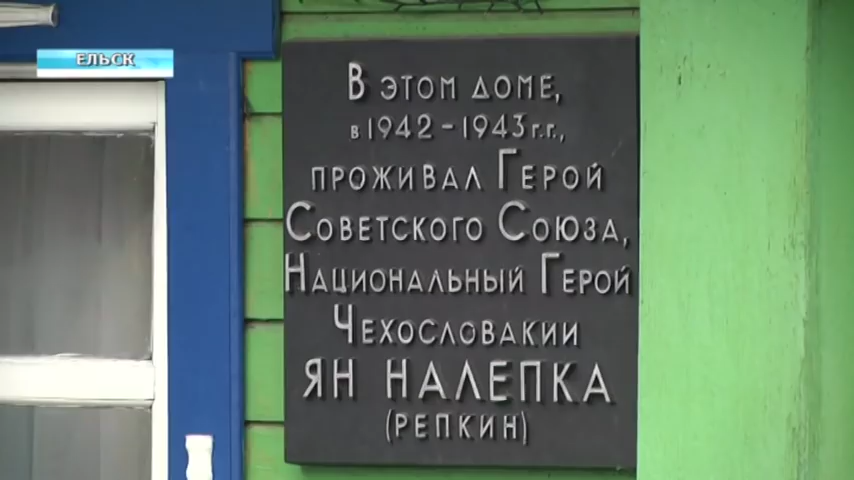 ЕЛЬСК
В ЭТОМ ДОМЕ,
в 1942-1943 г.г.,
ПРОЖИВАЛ ГЕРОЙ
СОВЕТСКОГО СОЮЗА,
НАЦИОНАЛЬНЫЙ ГЕРОЙ
ЧЕХОСЛОВАКИИ
ЯН НАЛЕПКА
(РЕПКИН)